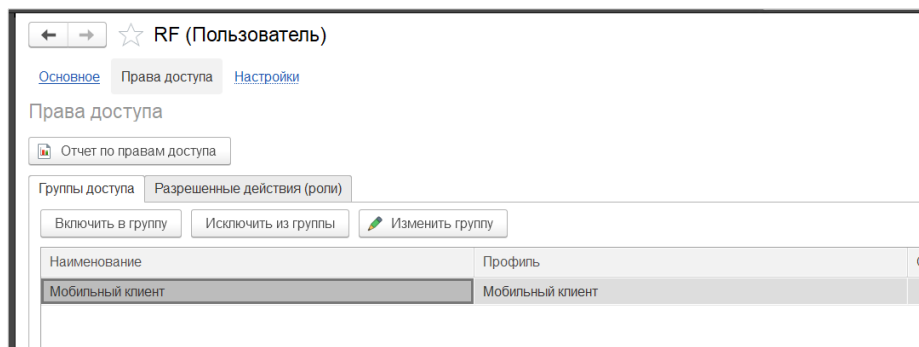 RF (Пользователь)
Основное Права доступа Настройки
Права доступа
Отчет по правам доступа
Группы доступа Разрешенные действия (роли)
Включить в группу Исключить из группы Изменить группу
Наименование Профиль
Мобильный клиент Мобильный клиент